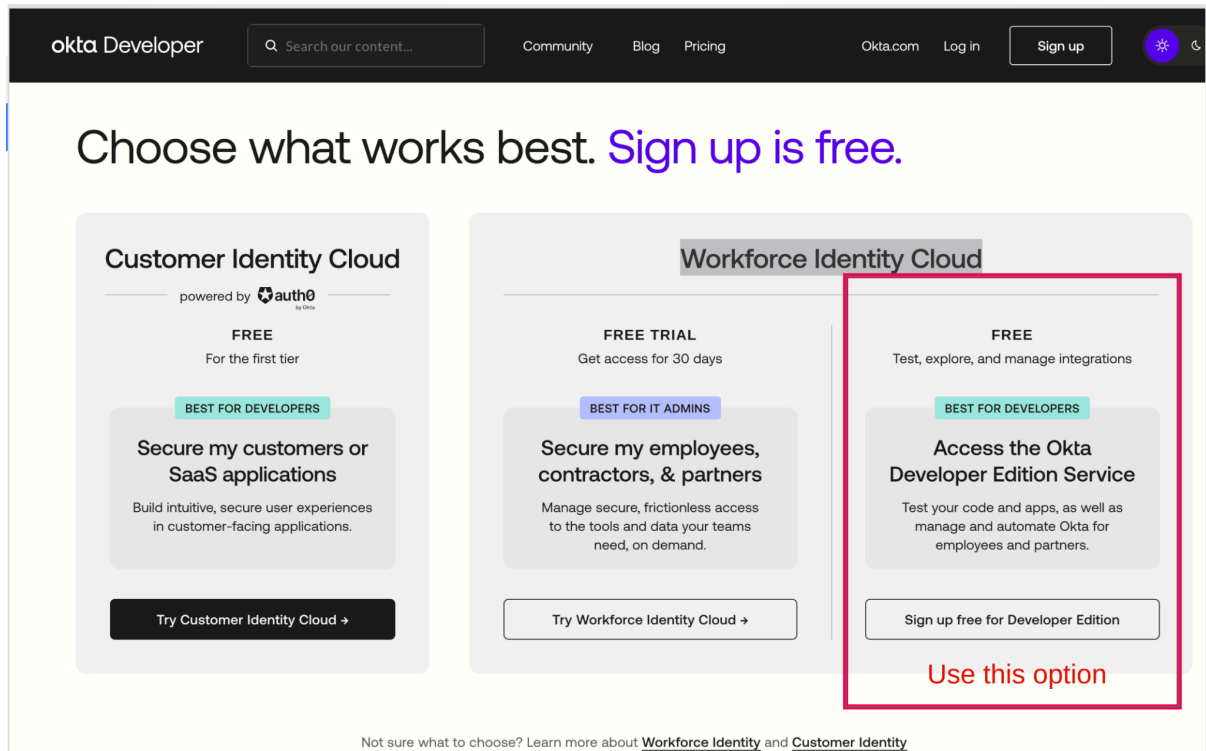 okta Developer
Search our content...
Community
Blog
Pricing
Okta.com
Log in
Sign up
Choose what works best. Sign up is free.
Customer Identity Cloud
powered by auth0
by Okta
FREE
For the first tier
BEST FOR DEVELOPERS
Secure my customers or
SaaS applications
Build intuitive, secure user experiences
in customer-facing applications.
Try Customer Identity Cloud →
Workforce Identity Cloud
FREE TRIAL
Get access for 30 days
BEST FOR IT ADMINS
Secure my employees,
contractors, & partners
Manage secure, frictionless access
to the tools and data your teams
need, on demand.
Try Workforce Identity Cloud →
FREE
Test, explore, and manage integrations
BEST FOR DEVELOPERS
Access the Okta
Developer Edition Service
Test your code and apps, as well as
manage and automate Okta for
employees and partners.
Sign up free for Developer Edition
Use this option
Not sure what to choose? Learn more about Workforce Identity and Customer Identity